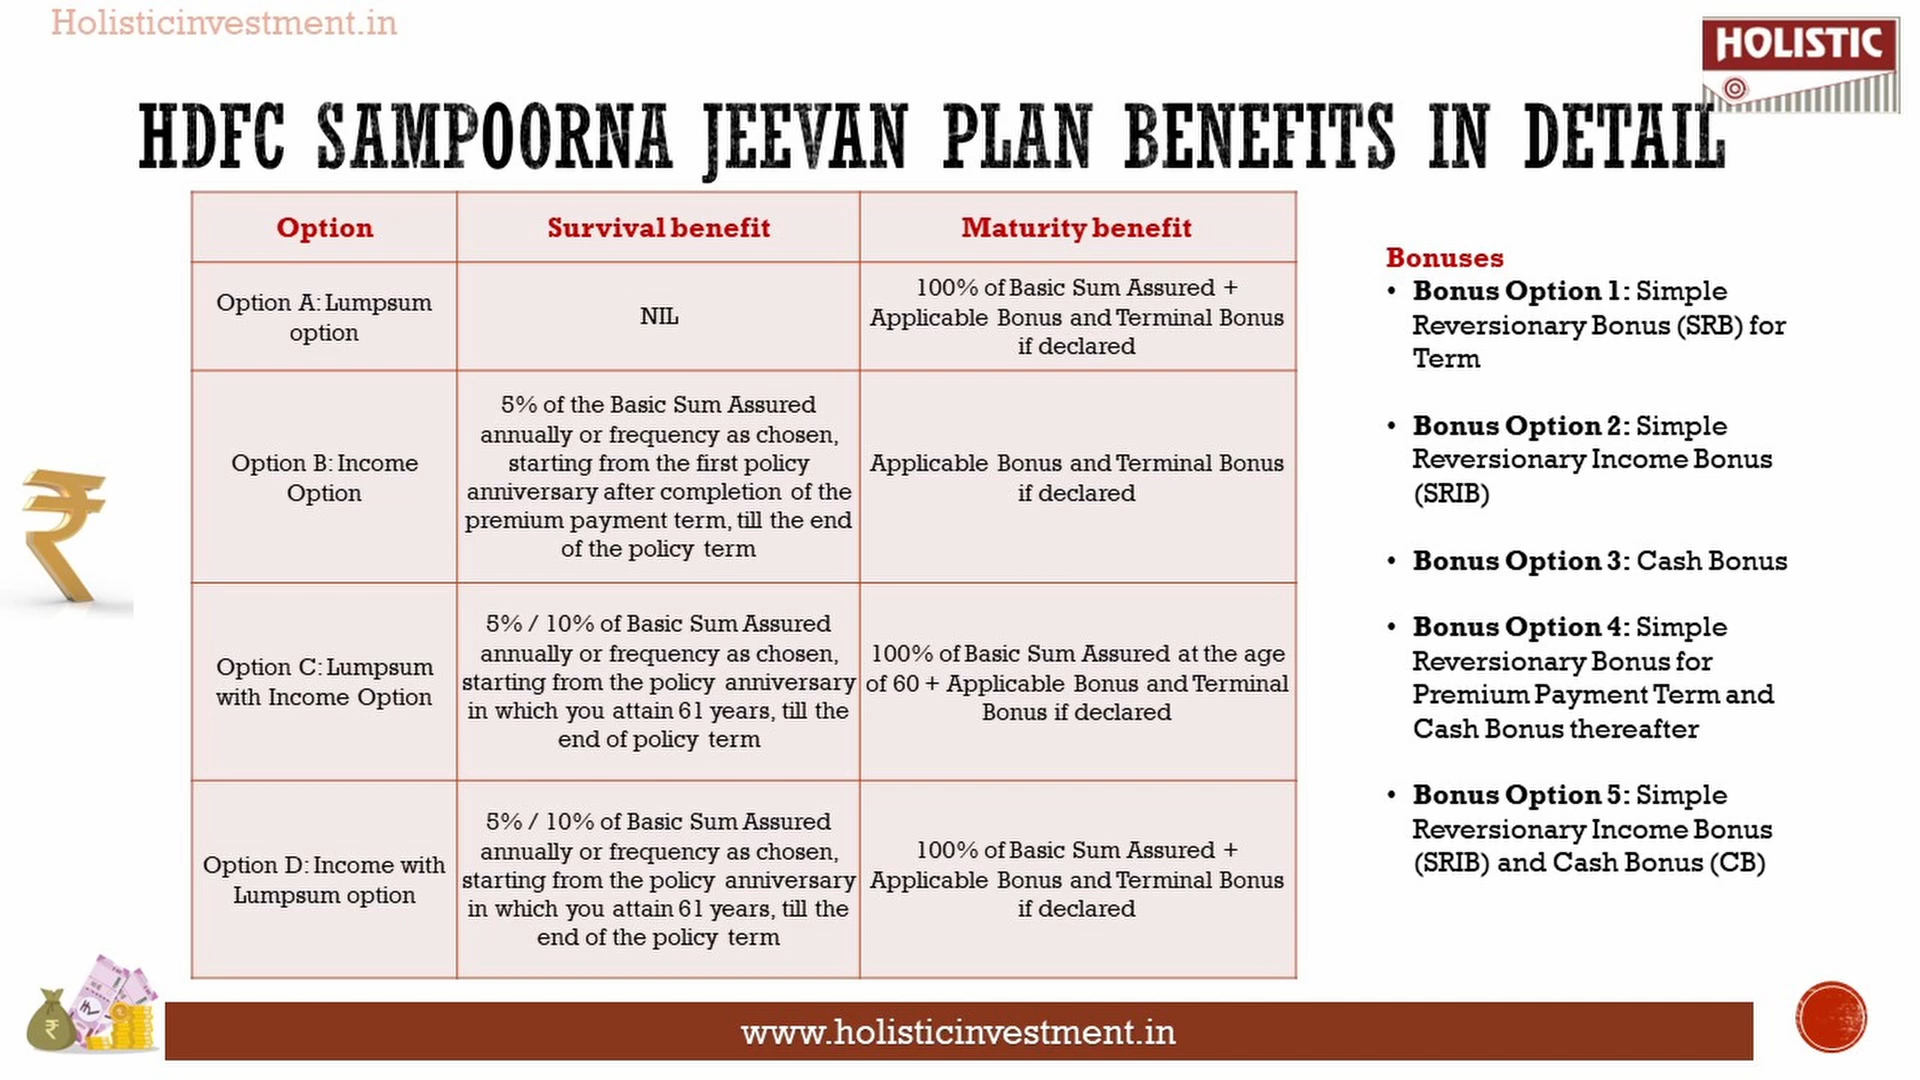 Holisticinvestment.in
HOLISTIC
HDFC SAMPOORNA JEEVAN PLAN BENEFITS IN DETAIL
Option
Survival benefit
Maturity benefit
Option A: Lumpsum
option
NIL
100% of Basic Sum Assured +
Applicable Bonus and Terminal Bonus
if declared
Option B: Income
Option
5% of the Basic Sum Assured
annually or frequency as chosen,
starting from the first policy
anniversary after completion of the
premium payment term, till the end
of the policy term
Applicable Bonus and Terminal Bonus
if declared
Option C: Lumpsum
with Income Option
5% / 10% of Basic Sum Assured
annually or frequency as chosen,
starting from the policy anniversary
in which you attain 61 years, till the
end of policy term
100% of Basic Sum Assured at the age
of 60 + Applicable Bonus and Terminal
Bonus if declared
Option D: Income with
Lumpsum option
5% / 10% of Basic Sum Assured
annually or frequency as chosen,
starting from the policy anniversary
in which you attain 61 years, till the
end of the policy term
100% of Basic Sum Assured +
Applicable Bonus and Terminal Bonus
if declared
Bonuses
• Bonus Option 1: Simple
Reversionary Bonus (SRB) for
Term
• Bonus Option 2: Simple
Reversionary Income Bonus
(SRIB)
• Bonus Option 3: Cash Bonus
• Bonus Option 4: Simple
Reversionary Bonus for
Premium Payment Term and
Cash Bonus thereafter
• Bonus Option 5: Simple
Reversionary Income Bonus
(SRIB) and Cash Bonus (CB)
www.holisticinvestment.in